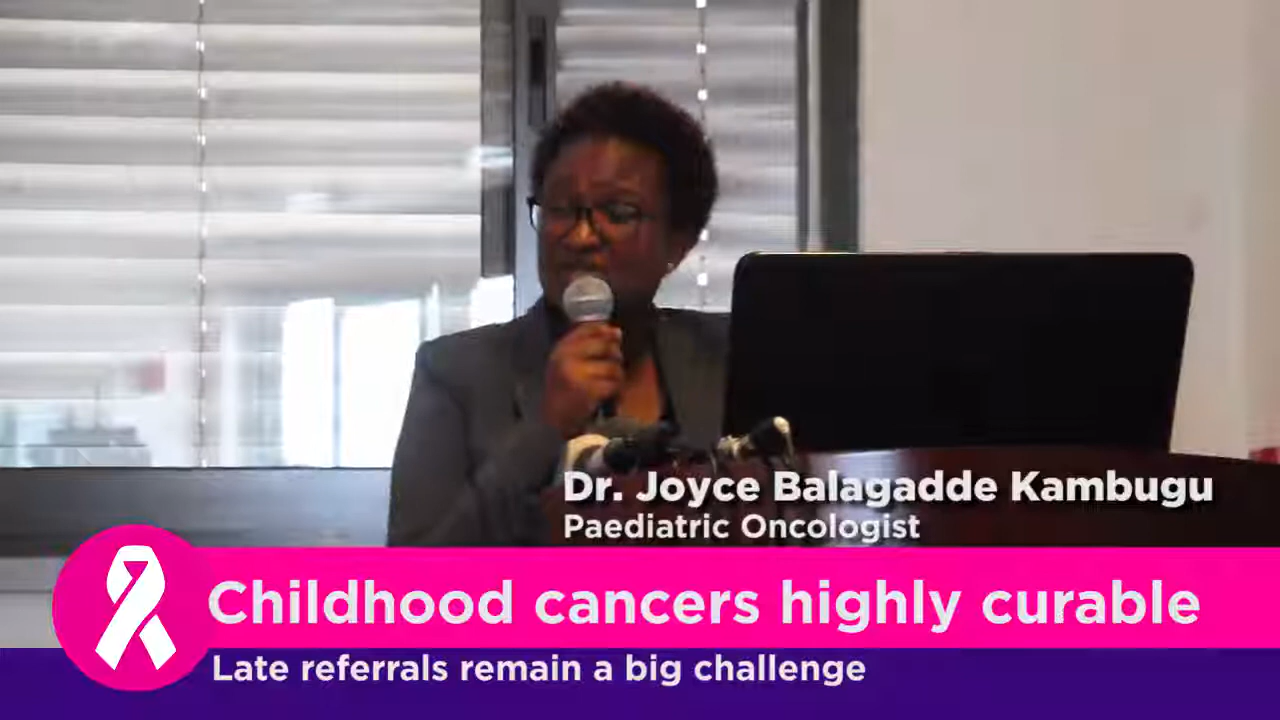 Dr. Joyce Balagadde Kambugu
Paediatric Oncologist
Childhood cancers highly curable
Late referrals remain a big challenge